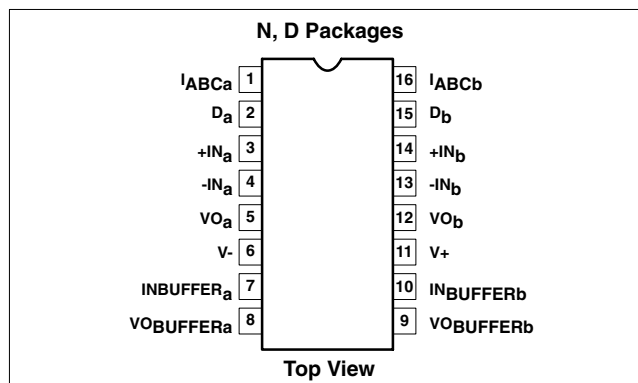 N, D Packages
IABCa 1 16 IABCb
Da 2 15 Db
+INa 3 14 +INb
-INa 4 13 -INb
VOa 5 12 VOb
V- 6 11 V+
INBUFFERa 7 10 INBUFFERb
VOBUFFERa 8 9 VOBUFFERb
Top View